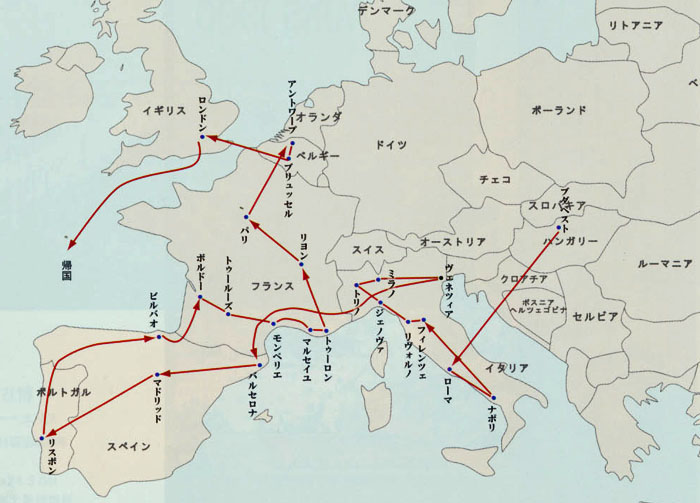 デンマーク
リトアニア
イギリス
ロンドン
アントワープ
オランダ
ベルギー
ブリュッセル
ドイツ
ポーランド
チェコ
スロバキア
ブダペスト
ハンガリー
ルーマニア
オーストリア
スイス
クロアチア
ボスニア
ヘルツェゴビナ
セルビア
パリ
リヨン
フランス
帰国
ボルドー
トゥールーズ
ビルバオ
モンペリエ
マルセイユ
トゥーロン
トリノ
ミラノ
ジェノヴァ
ヴェネツィア
リヴォルノ
フィレンツェ
イタリア
ローマ
ナポリ
バルセロナ
マドリッド
ポルトガル
リスボン
スペイン